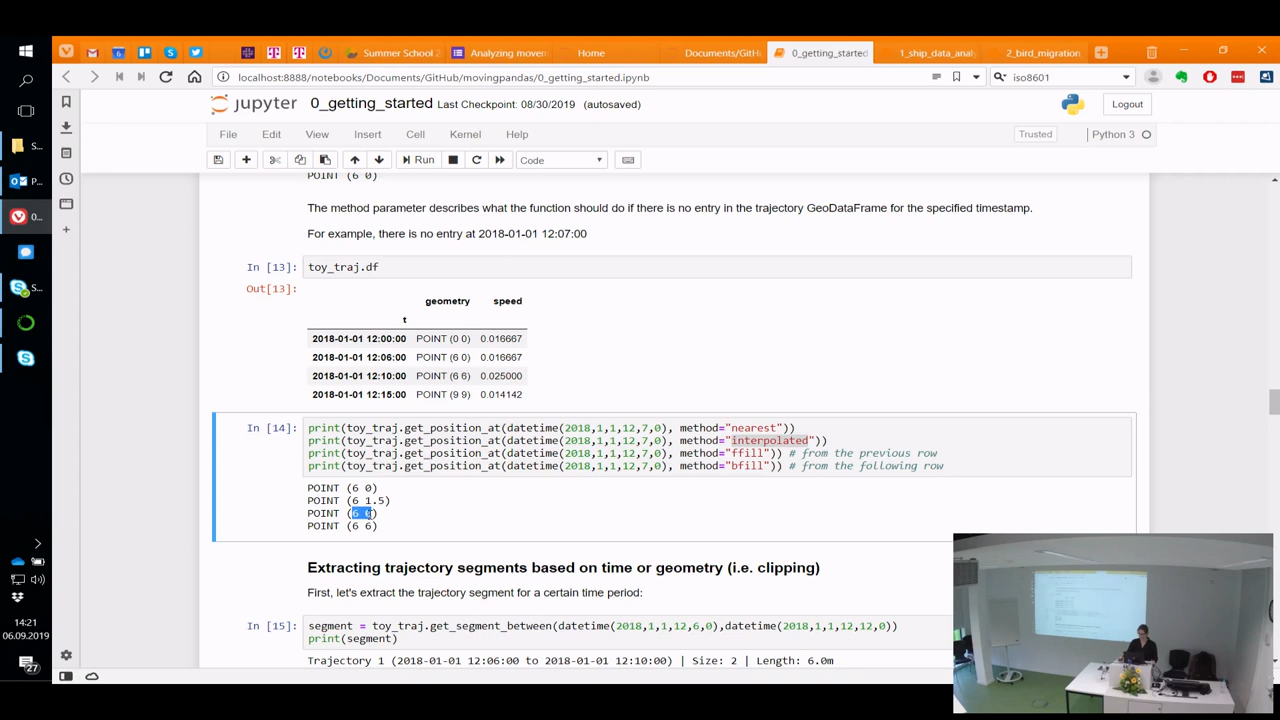 Summer School 2
Analyzing movem
Home
Documents/GitHu
0_getting_started
1_ship_data_anal
2_bird_migration
localhost:8888/notebooks/Documents/GitHub/movingpandas/0_getting_started.ipynb
iso8601
jupyter 0_getting_started Last Checkpoint: 08/30/2019 (autosaved)
Logout
File Edit View Insert Cell Kernel Help
Trusted
Python 3
Run
Code
POINT (6 0)
The method parameter describes what the function should do if there is no entry in the trajectory GeoDataFrame for the specified timestamp.
For example, there is no entry at 2018-01-01 12:07:00
In [13]: toy_traj.df
Out[13]:
geometry speed
t
2018-01-01 12:00:00 POINT (0 0) 0.016667
2018-01-01 12:06:00 POINT (6 0) 0.016667
2018-01-01 12:10:00 POINT (6 6) 0.025000
2018-01-01 12:15:00 POINT (9 9) 0.014142
In [14]: print(toy_traj.get_position_at(datetime(2018,1,1,12,7,0), method="nearest"))
print(toy_traj.get_position_at(datetime(2018,1,1,12,7,0), method="interpolated"))
print(toy_traj.get_position_at(datetime(2018,1,1,12,7,0), method="ffill")) # from the previous row
print(toy_traj.get_position_at(datetime(2018,1,1,12,7,0), method="bfill")) # from the following row
POINT (6 0)
POINT (6 1.5)
POINT (6 0)
POINT (6 6)
Extracting trajectory segments based on time or geometry (i.e. clipping)
First, let's extract the trajectory segment for a certain time period:
In [15]: segment = toy_traj.get_segment_between(datetime(2018,1,1,12,6,0),datetime(2018,1,1,12,12,0))
print(segment)
Trajectory 1 (2018-01-01 12:06:00 to 2018-01-01 12:10:00) | Size: 2 | Length: 6.0m
S...
P...
0...
S...
14:21
06.09.2019
27